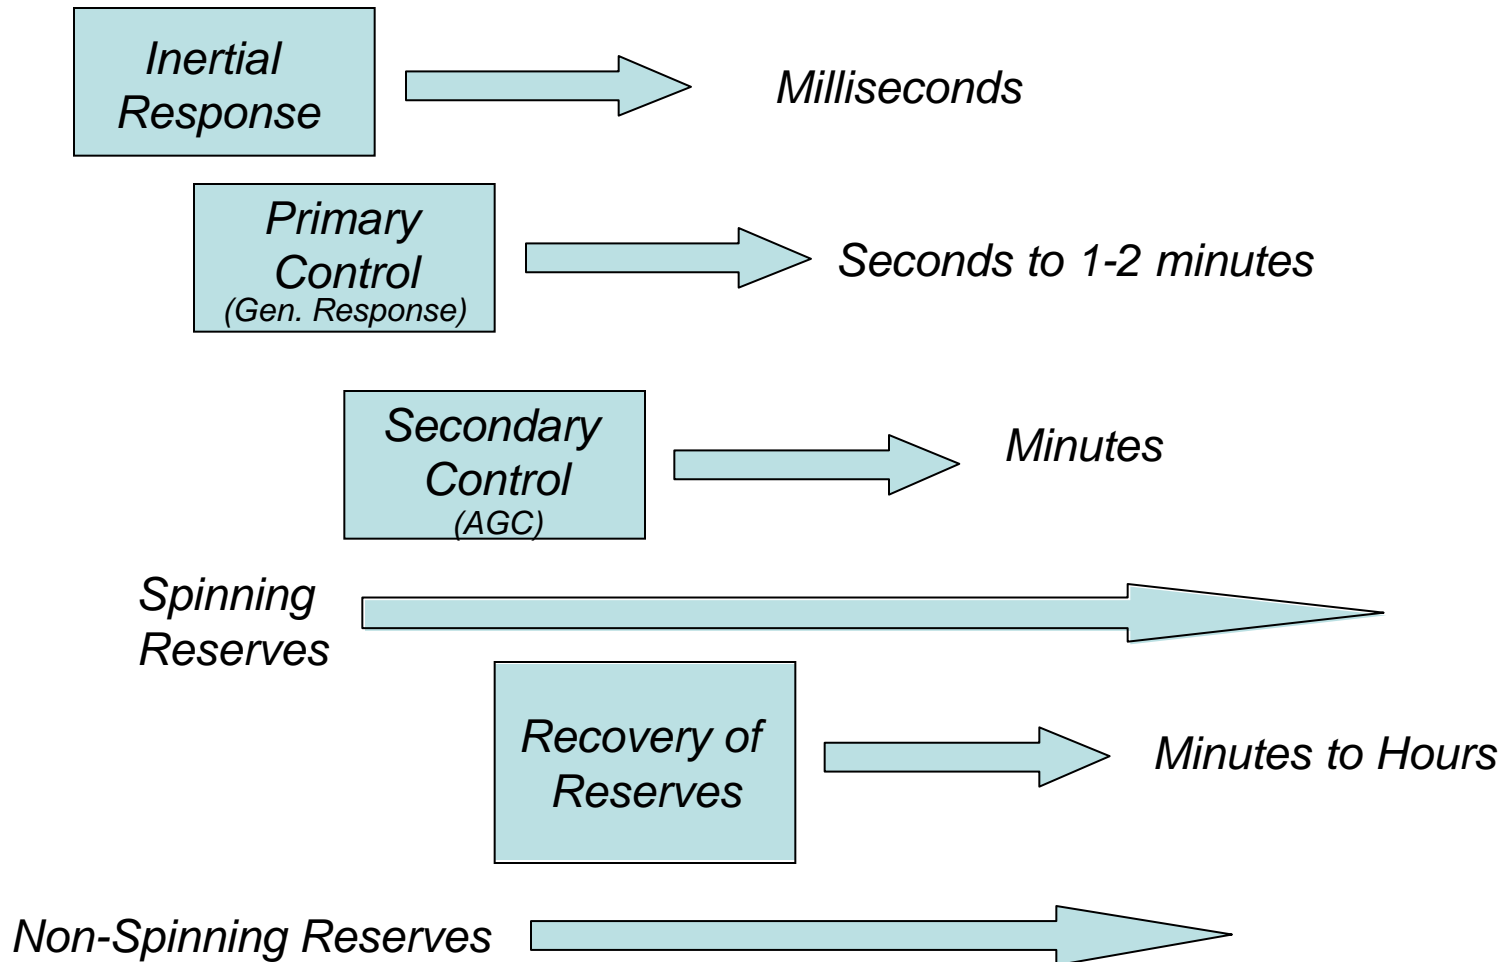 Inertial
Response
Milliseconds
Primary
Control
(Gen. Response)
Seconds to 1-2 minutes
Secondary
Control
(AGC)
Minutes
Spinning
Reserves
Recovery of
Reserves
Minutes to Hours
Non-Spinning Reserves